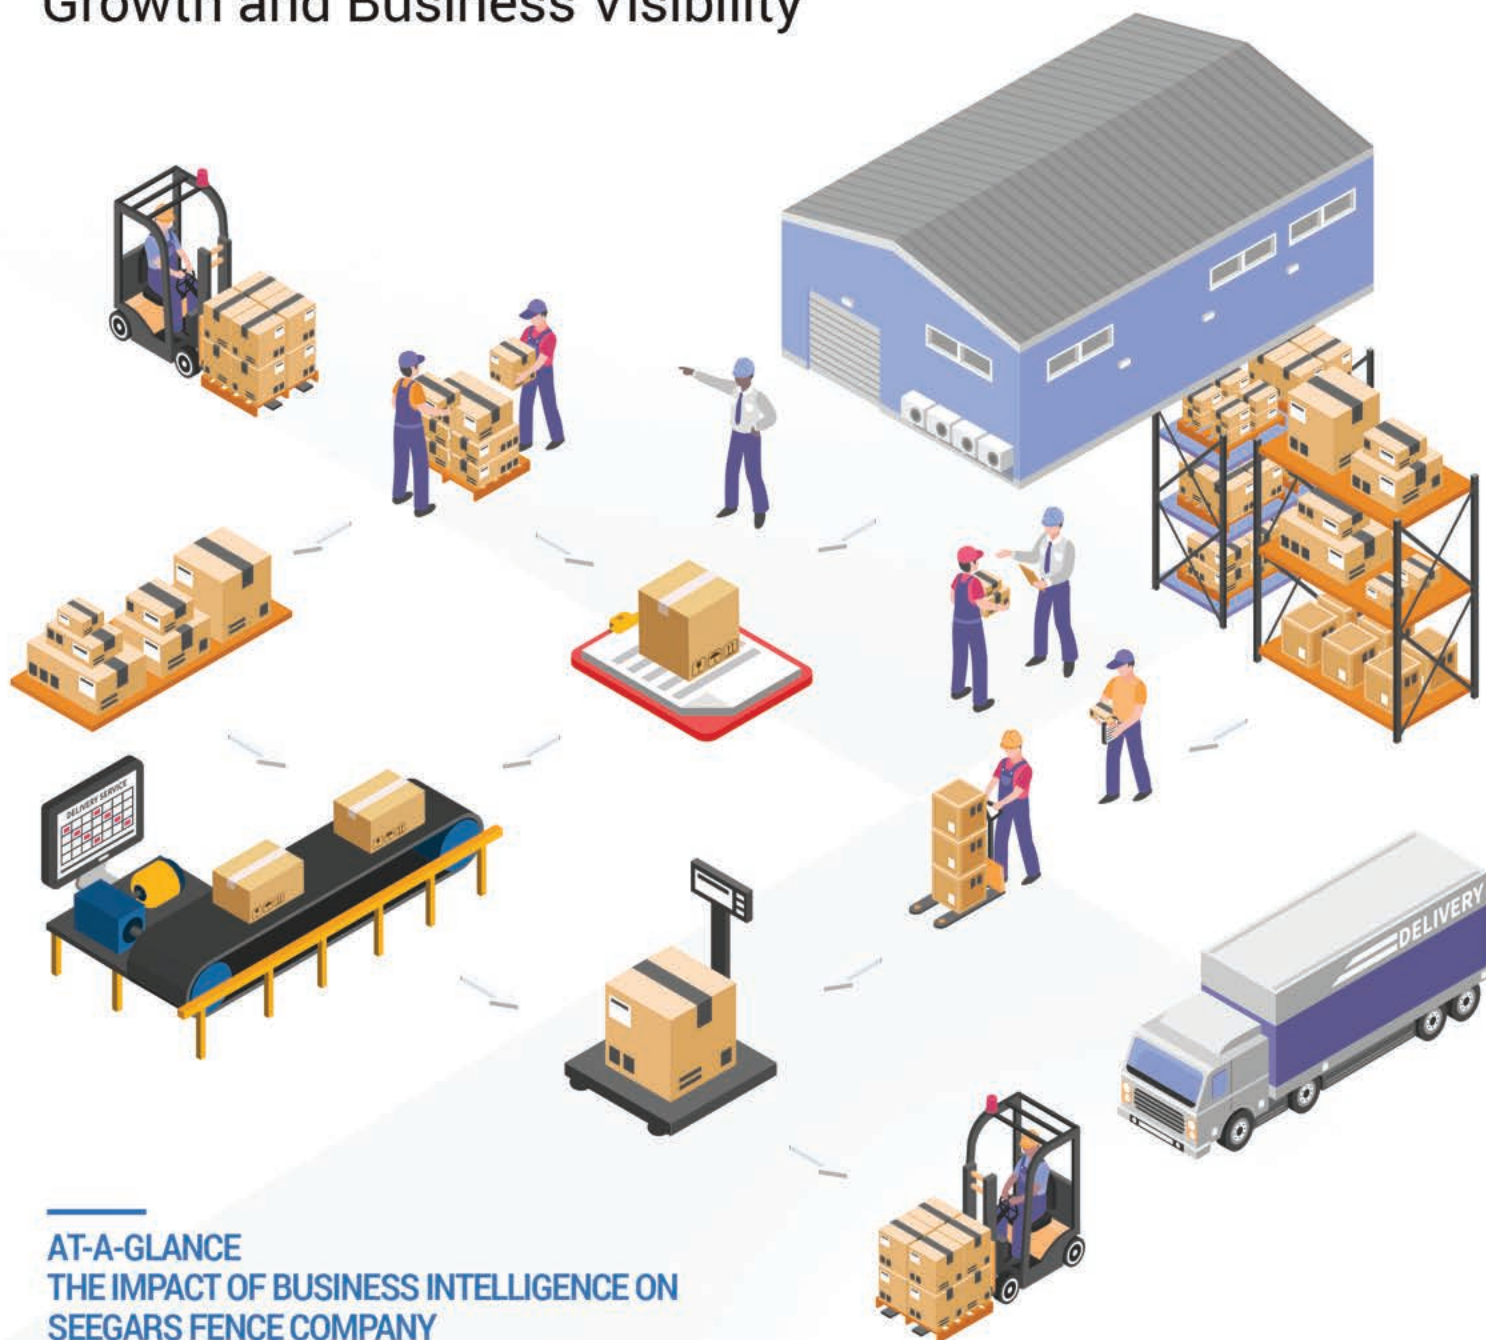 Growth and Business Visibility
DELIVERY SERVICE
DELIVERY
AT-A-GLANCE
THE IMPACT OF BUSINESS INTELLIGENCE ON
SEEGARS FENCE COMPANY